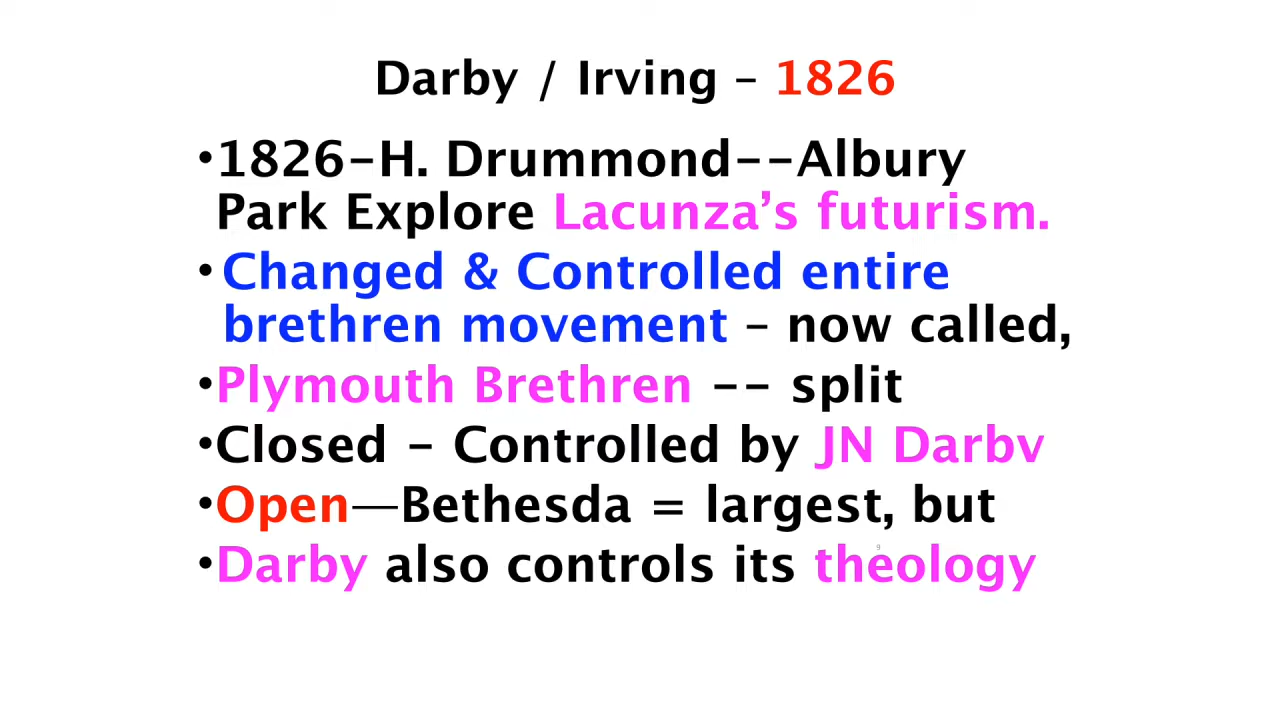 Darby / Irving – 1826
•1826–H. Drummond––Albury
Park Explore Lacunza’s futurism.
•Changed & Controlled entire
brethren movement – now called,
•Plymouth Brethren –– split
•Closed – Controlled by JN Darby
•Open—Bethesda = largest, but
9
•Darby also controls its theology